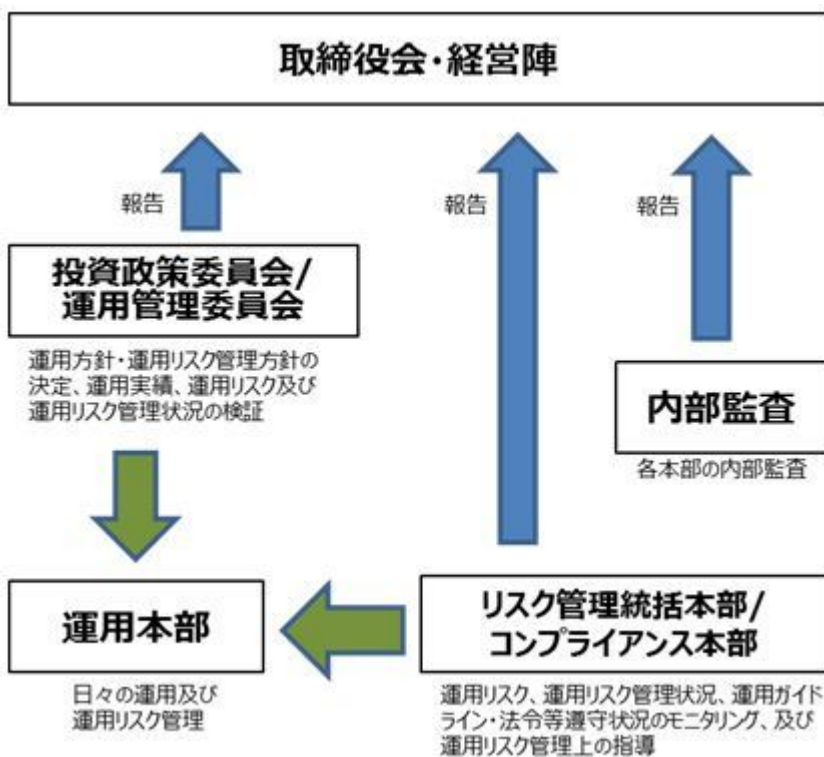 取締役会・経営陣
報告
報告
報告
投資政策委員会/
運用管理委員会
運用方針・運用リスク管理方針の
決定、運用実績、運用リスク及び
運用リスク管理状況の検証
内部監査
各本部の内部監査
運用本部
日々の運用及び
運用リスク管理
リスク管理統括本部/
コンプライアンス本部
運用リスク、運用リスク管理状況、運用ガイド
ライン・法令等遵守状況のモニタリング、及び
運用リスク管理上の指導